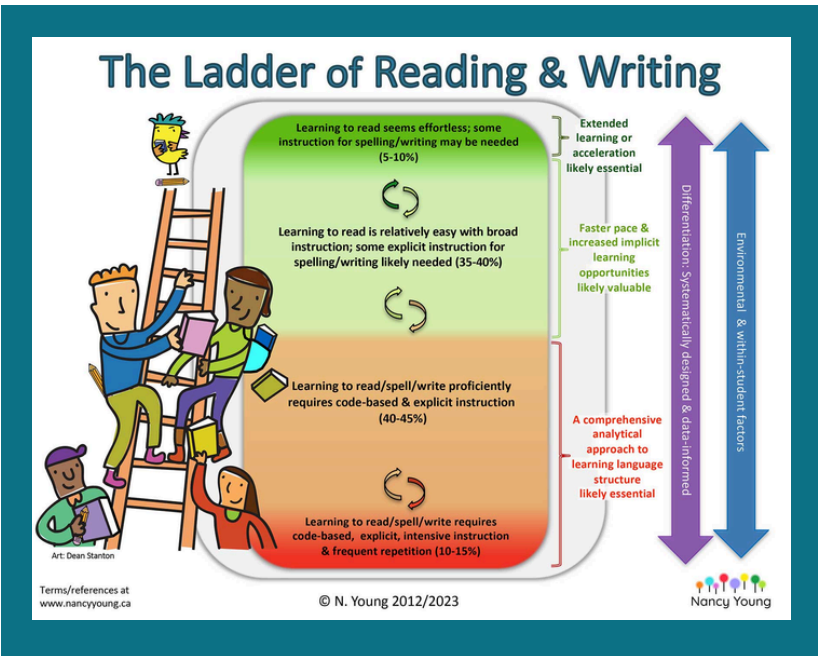 The Ladder of Reading & Writing
Learning to read seems effortless; some
instruction for spelling/writing may be needed
(5-10%)
Extended
learning or
acceleration
likely essential
Learning to read is relatively easy with broad
instruction; some explicit instruction for
spelling/writing likely needed (35-40%)
Faster pace &
increased implicit
learning
opportunities
likely valuable
Learning to read/spell/write proficiently
requires code-based & explicit instruction
(40-45%)
A comprehensive
analytical
approach to
learning language
structure
likely essential
Learning to read/spell/write requires
code-based, explicit, intensive instruction
& frequent repetition (10-15%)
Differentiation: Systematically designed & data-informed
Environmental & within-student factors
Art: Dean Stanton
Terms/references at
www.nancyyoung.ca
© N. Young 2012/2023
Nancy Young